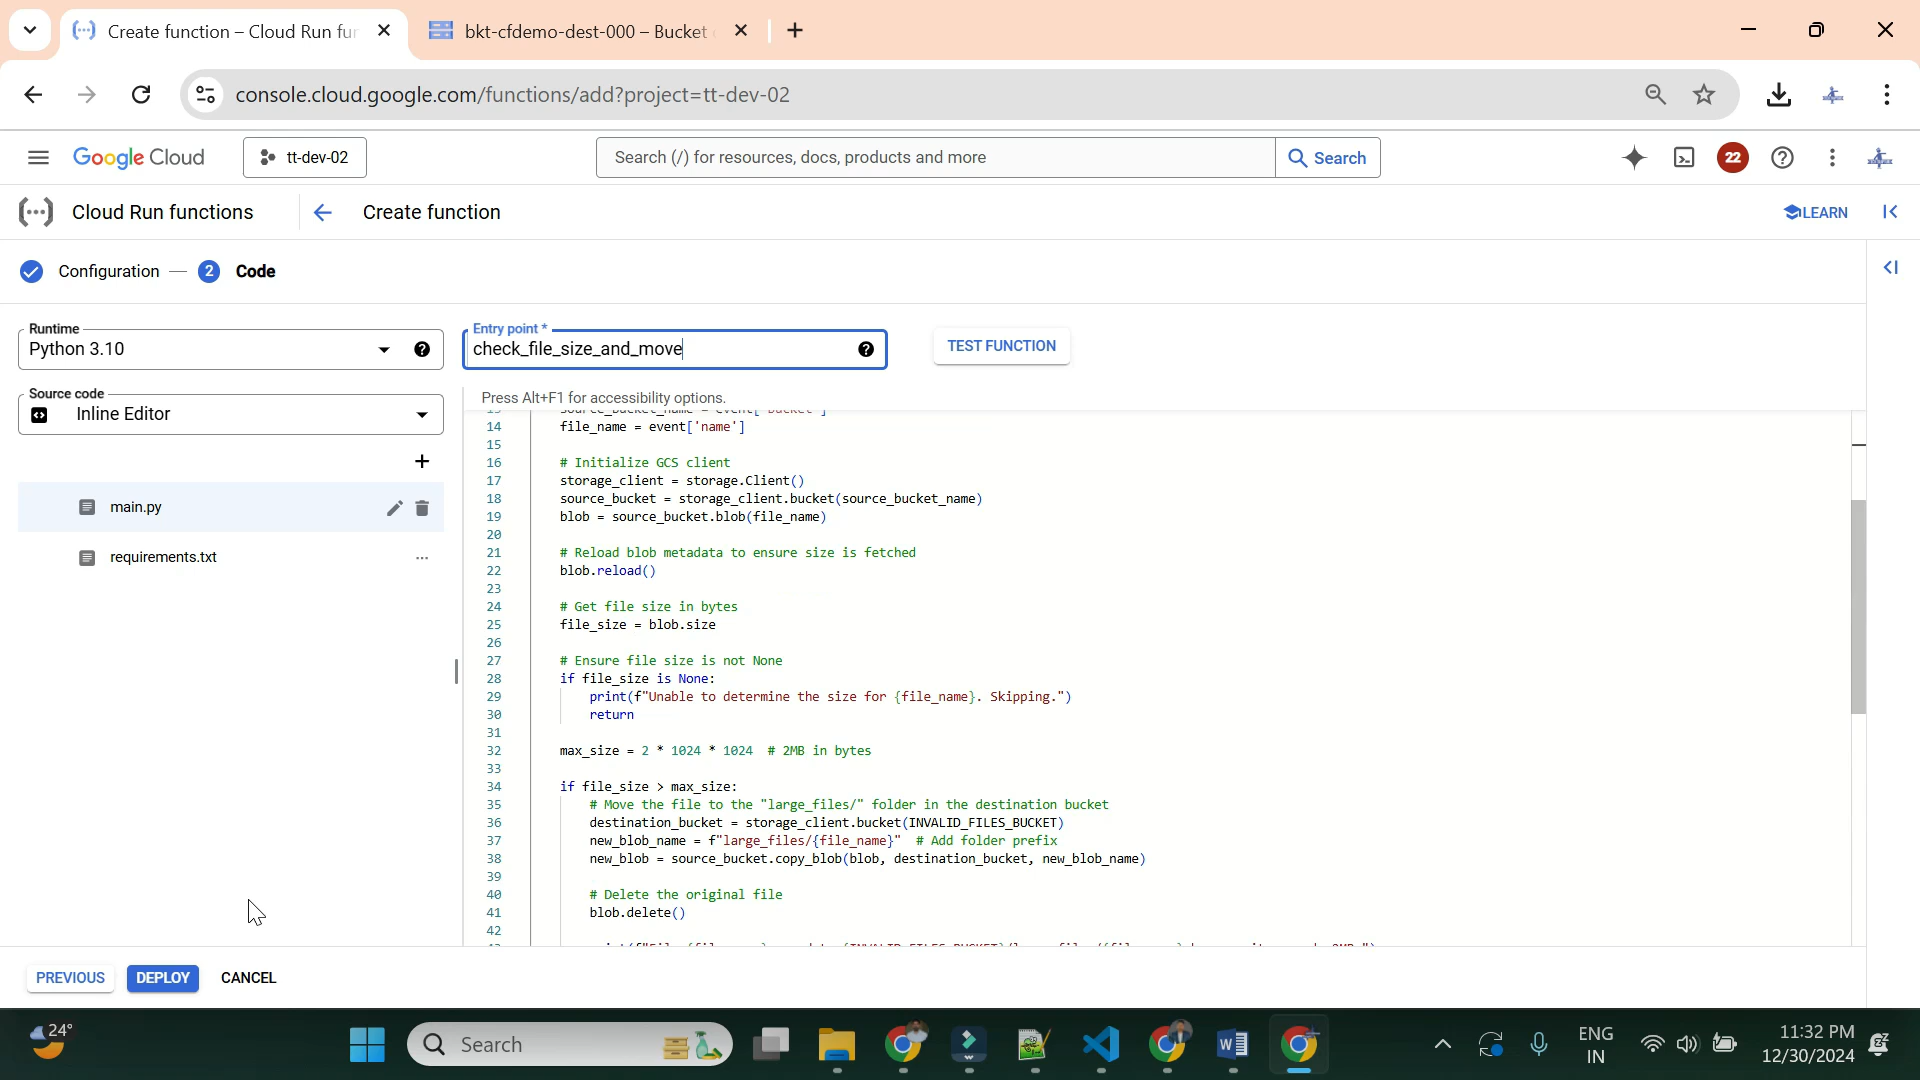 Create function – Cloud Run fun
bkt-cfdemo-dest-000 – Bucket
console.cloud.google.com/functions/add?project=tt-dev-02
Google Cloud
tt-dev-02
Search (/) for resources, docs, products and more
Search
22
Cloud Run functions
Create function
LEARN
Configuration
2
Code
Runtime
Python 3.10
Entry point *
check_file_size_and_move
TEST FUNCTION
Source code
Inline Editor
main.py
requirements.txt
Press Alt+F1 for accessibility options.
14 file_name = event['name']
15
16 # Initialize GCS client
17 storage_client = storage.Client()
18 source_bucket = storage_client.bucket(source_bucket_name)
19 blob = source_bucket.blob(file_name)
20
21 # Reload blob metadata to ensure size is fetched
22 blob.reload()
23
24 # Get file size in bytes
25 file_size = blob.size
26
27 # Ensure file size is not None
28 if file_size is None:
29 print(f"Unable to determine the size for {file_name}. Skipping.")
30 return
31
32 max_size = 2 * 1024 * 1024 # 2MB in bytes
33
34 if file_size > max_size:
35 # Move the file to the "large_files/" folder in the destination bucket
36 destination_bucket = storage_client.bucket(INVALID_FILES_BUCKET)
37 new_blob_name = f"large_files/{file_name}" # Add folder prefix
38 new_blob = source_bucket.copy_blob(blob, destination_bucket, new_blob_name)
39
40 # Delete the original file
41 blob.delete()
42
PREVIOUS
DEPLOY
CANCEL
24°
Search
ENG
IN
11:32 PM
12/30/2024